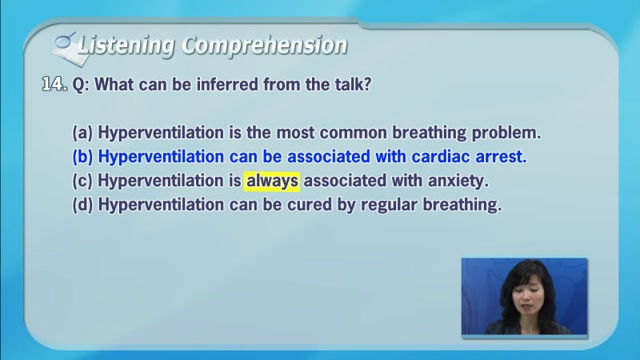 Listening Comprehension
14. Q: What can be inferred from the talk?
(a) Hyperventilation is the most common breathing problem.
(b) Hyperventilation can be associated with cardiac arrest.
(c) Hyperventilation is always associated with anxiety.
(d) Hyperventilation can be cured by regular breathing.